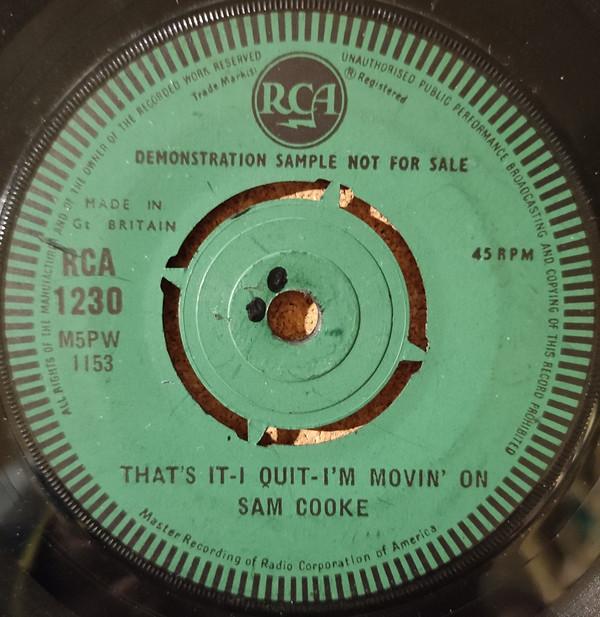 ALL RIGHTS OF THE MANUFACTURER AND OF THE OWNER OF THE RECORDED WORK RESERVED
UNAUTHORISED PUBLIC PERFORMANCE BROADCASTING AND COPYING OF THIS RECORD PROHIBITED
Trade Mark(s)
RCA
® Registered
DEMONSTRATION SAMPLE NOT FOR SALE
MADE IN
Gt BRITAIN
45 RPM
RCA
1230
M5PW
1153
THAT'S IT-I QUIT-I'M MOVIN' ON
SAM COOKE
Master Recording of Radio Corporation of America